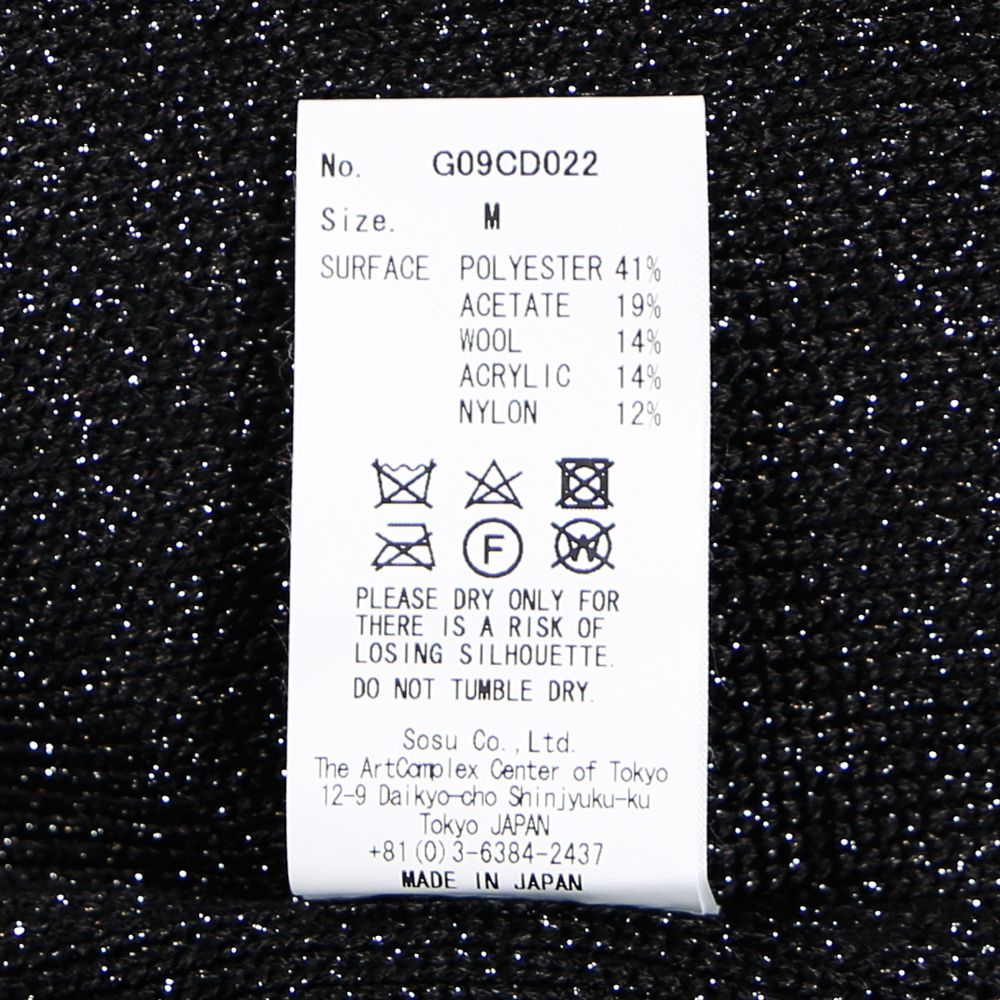 No. G09CD022
Size. M
SURFACE POLYESTER 41%
ACETATE 19%
WOOL 14%
ACRYLIC 14%
NYLON 12%
F W
PLEASE DRY ONLY FOR
THERE IS A RISK OF
LOSING SILHOUETTE.
DO NOT TUMBLE DRY.
Sosu Co.,Ltd.
The ArtComplex Center of Tokyo
12-9 Daikyo-cho Shinjyuku-ku
Tokyo JAPAN
+81(0)3-6384-2437
MADE IN JAPAN